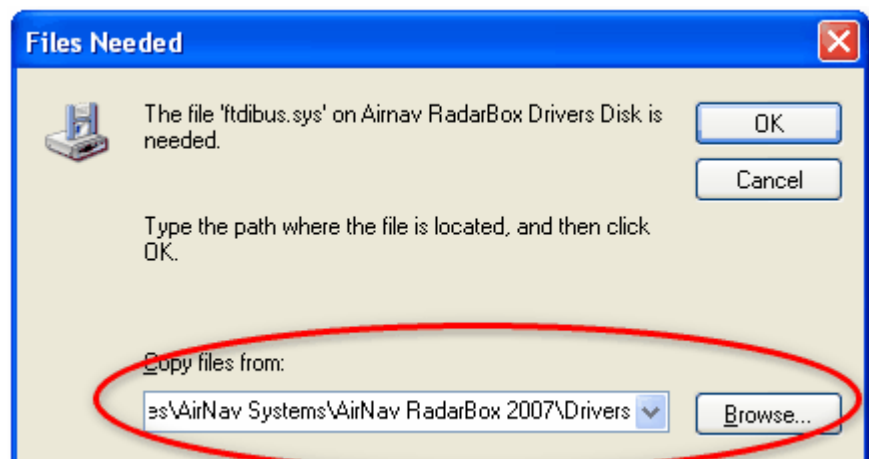 Files Needed
The file 'ftdibus.sys' on Airnav RadarBox Drivers Disk is
needed.
OK
Cancel
Type the path where the file is located, and then click
OK.
Copy files from:
es\AirNav Systems\AirNav RadarBox 2007\Drivers
Browse...